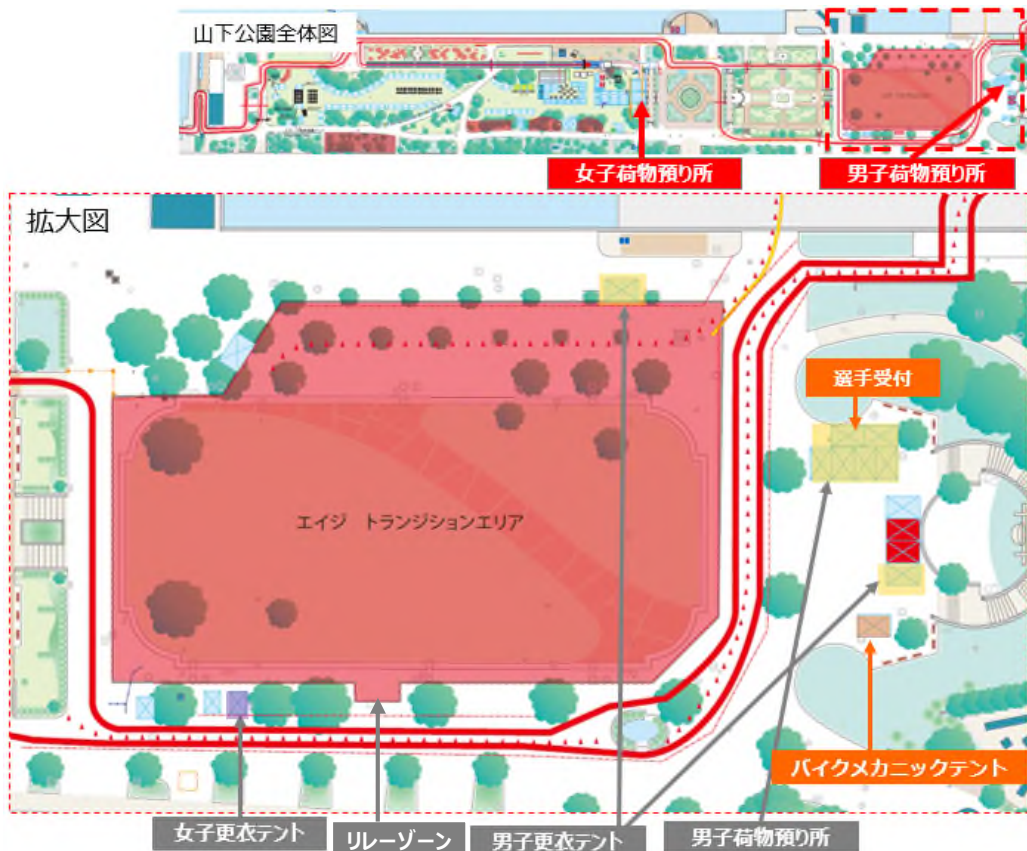 山下公園全体図
女子荷物預り所
男子荷物預り所
拡大図
選手受付
エイジ　トランジションエリア
バイクメカニックテント
女子更衣テント
リレーゾーン
男子更衣テント
男子荷物預り所